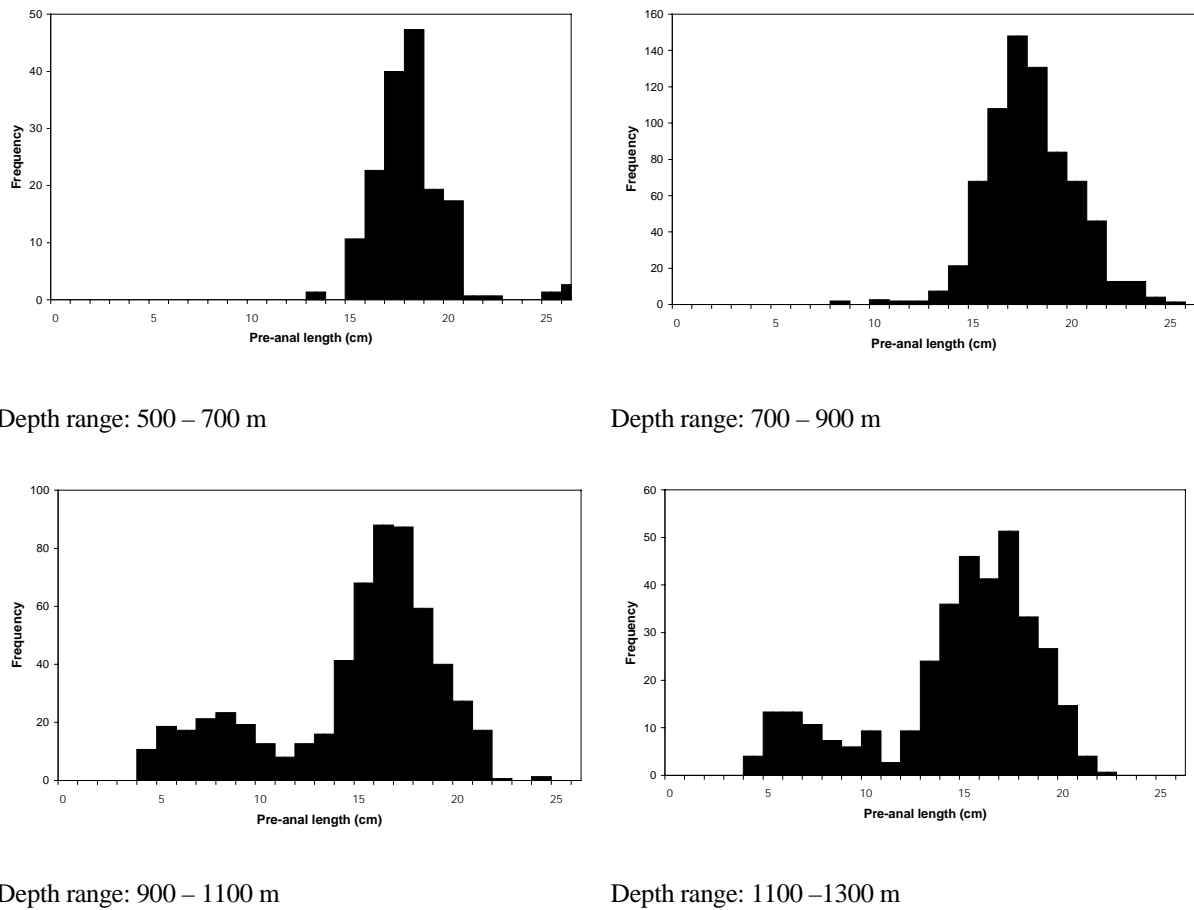 50
40
30
20
10
0
Frequency
0 5 10 15 20 25
Pre-anal length (cm)
160
140
120
100
80
60
40
20
0
Frequency
0 5 10 15 20 25
Pre-anal length (cm)
Depth range: 500 – 700 m
Depth range: 700 – 900 m
100
80
60
40
20
0
Frequency
0 5 10 15 20 25
Pre-anal length (cm)
60
50
40
30
20
10
0
Frequency
0 5 10 15 20 25
Pre-anal length (cm)
Depth range: 900 – 1100 m
Depth range: 1100 –1300 m